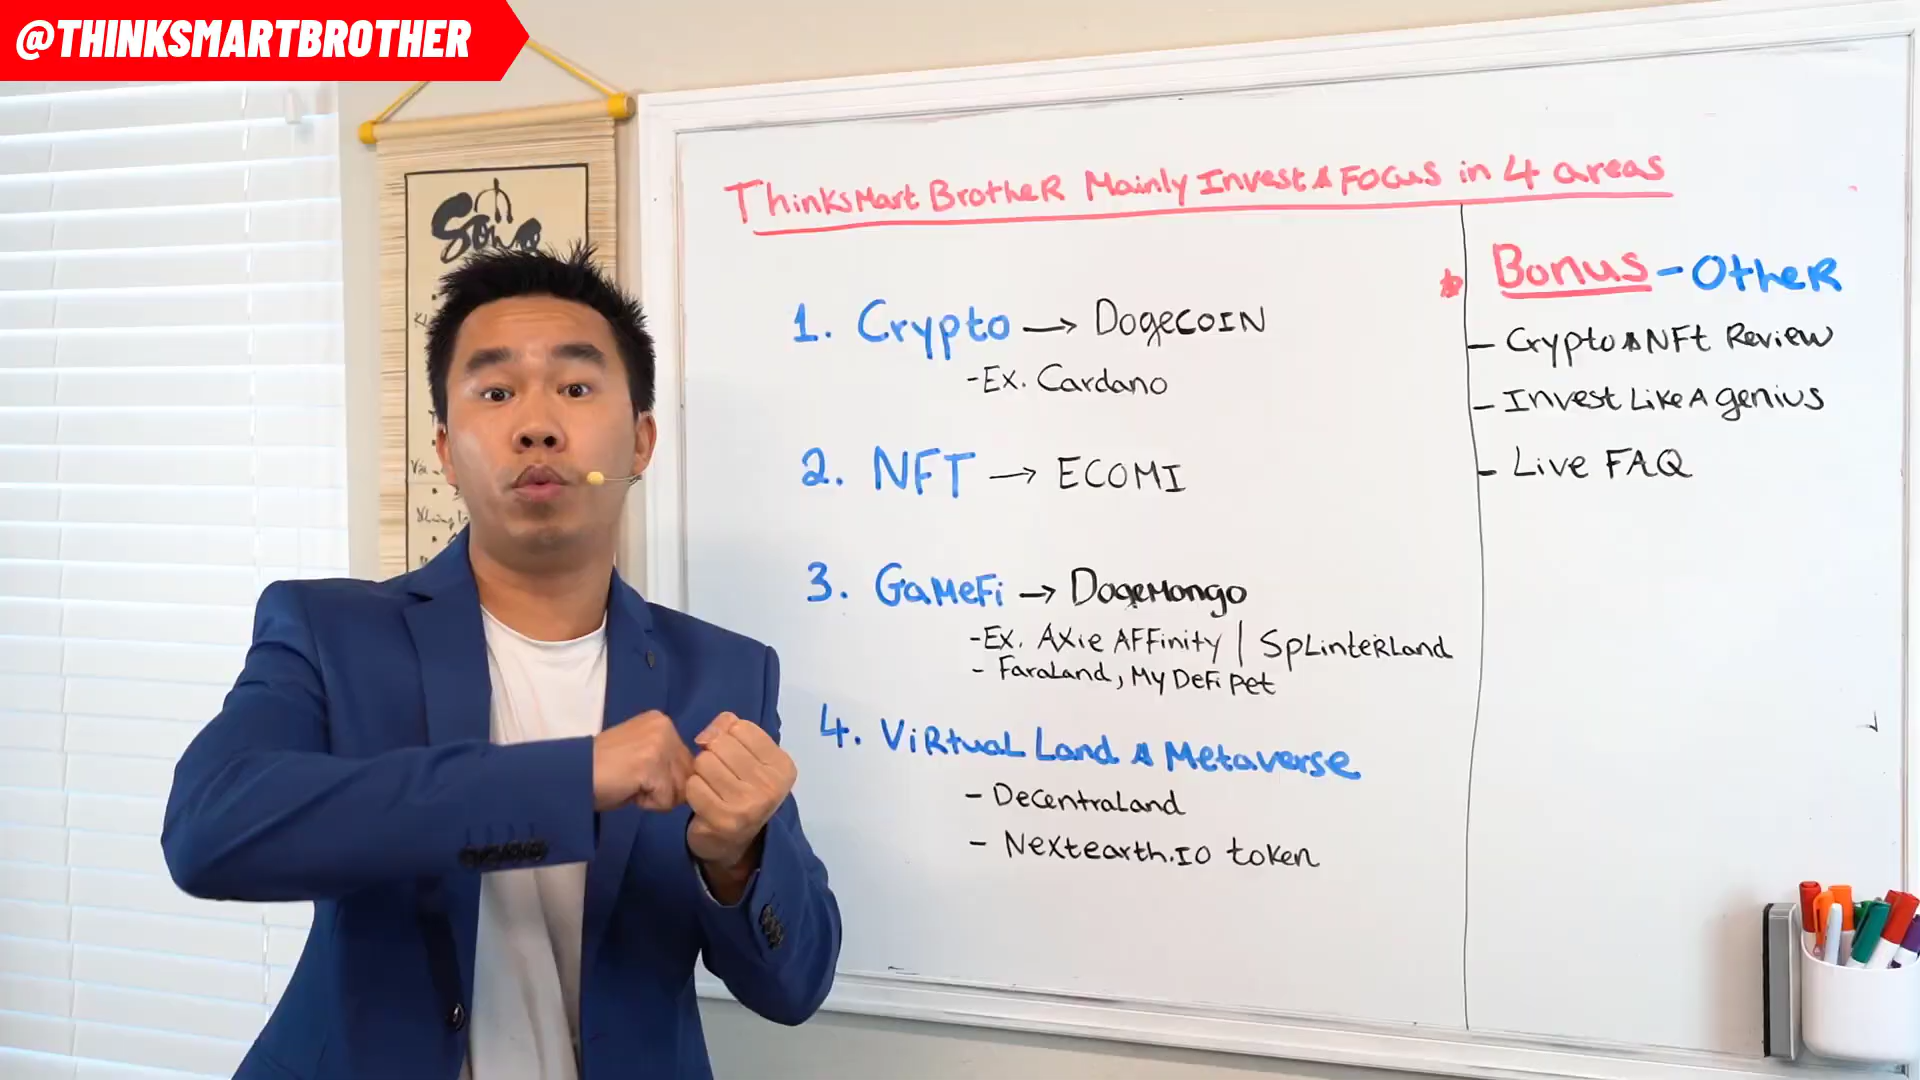 @THINKSMARTBROTHER
Sống
ThinkSmart Brother Mainly Invest & Focus in 4 areas
1. Crypto → Dogecoin
-Ex. Cardano
2. NFT → ECOMI
3. GameFi → DogeMongo
-Ex. Axie Affinity | Splinterland
- Faraland, My DeFi Pet
4. Virtual Land & Metaverse
- Decentraland
- Nextearth.IO token
* Bonus - Other
- Crypto & NFt Review
- Invest Like A genius
- Live FAQ